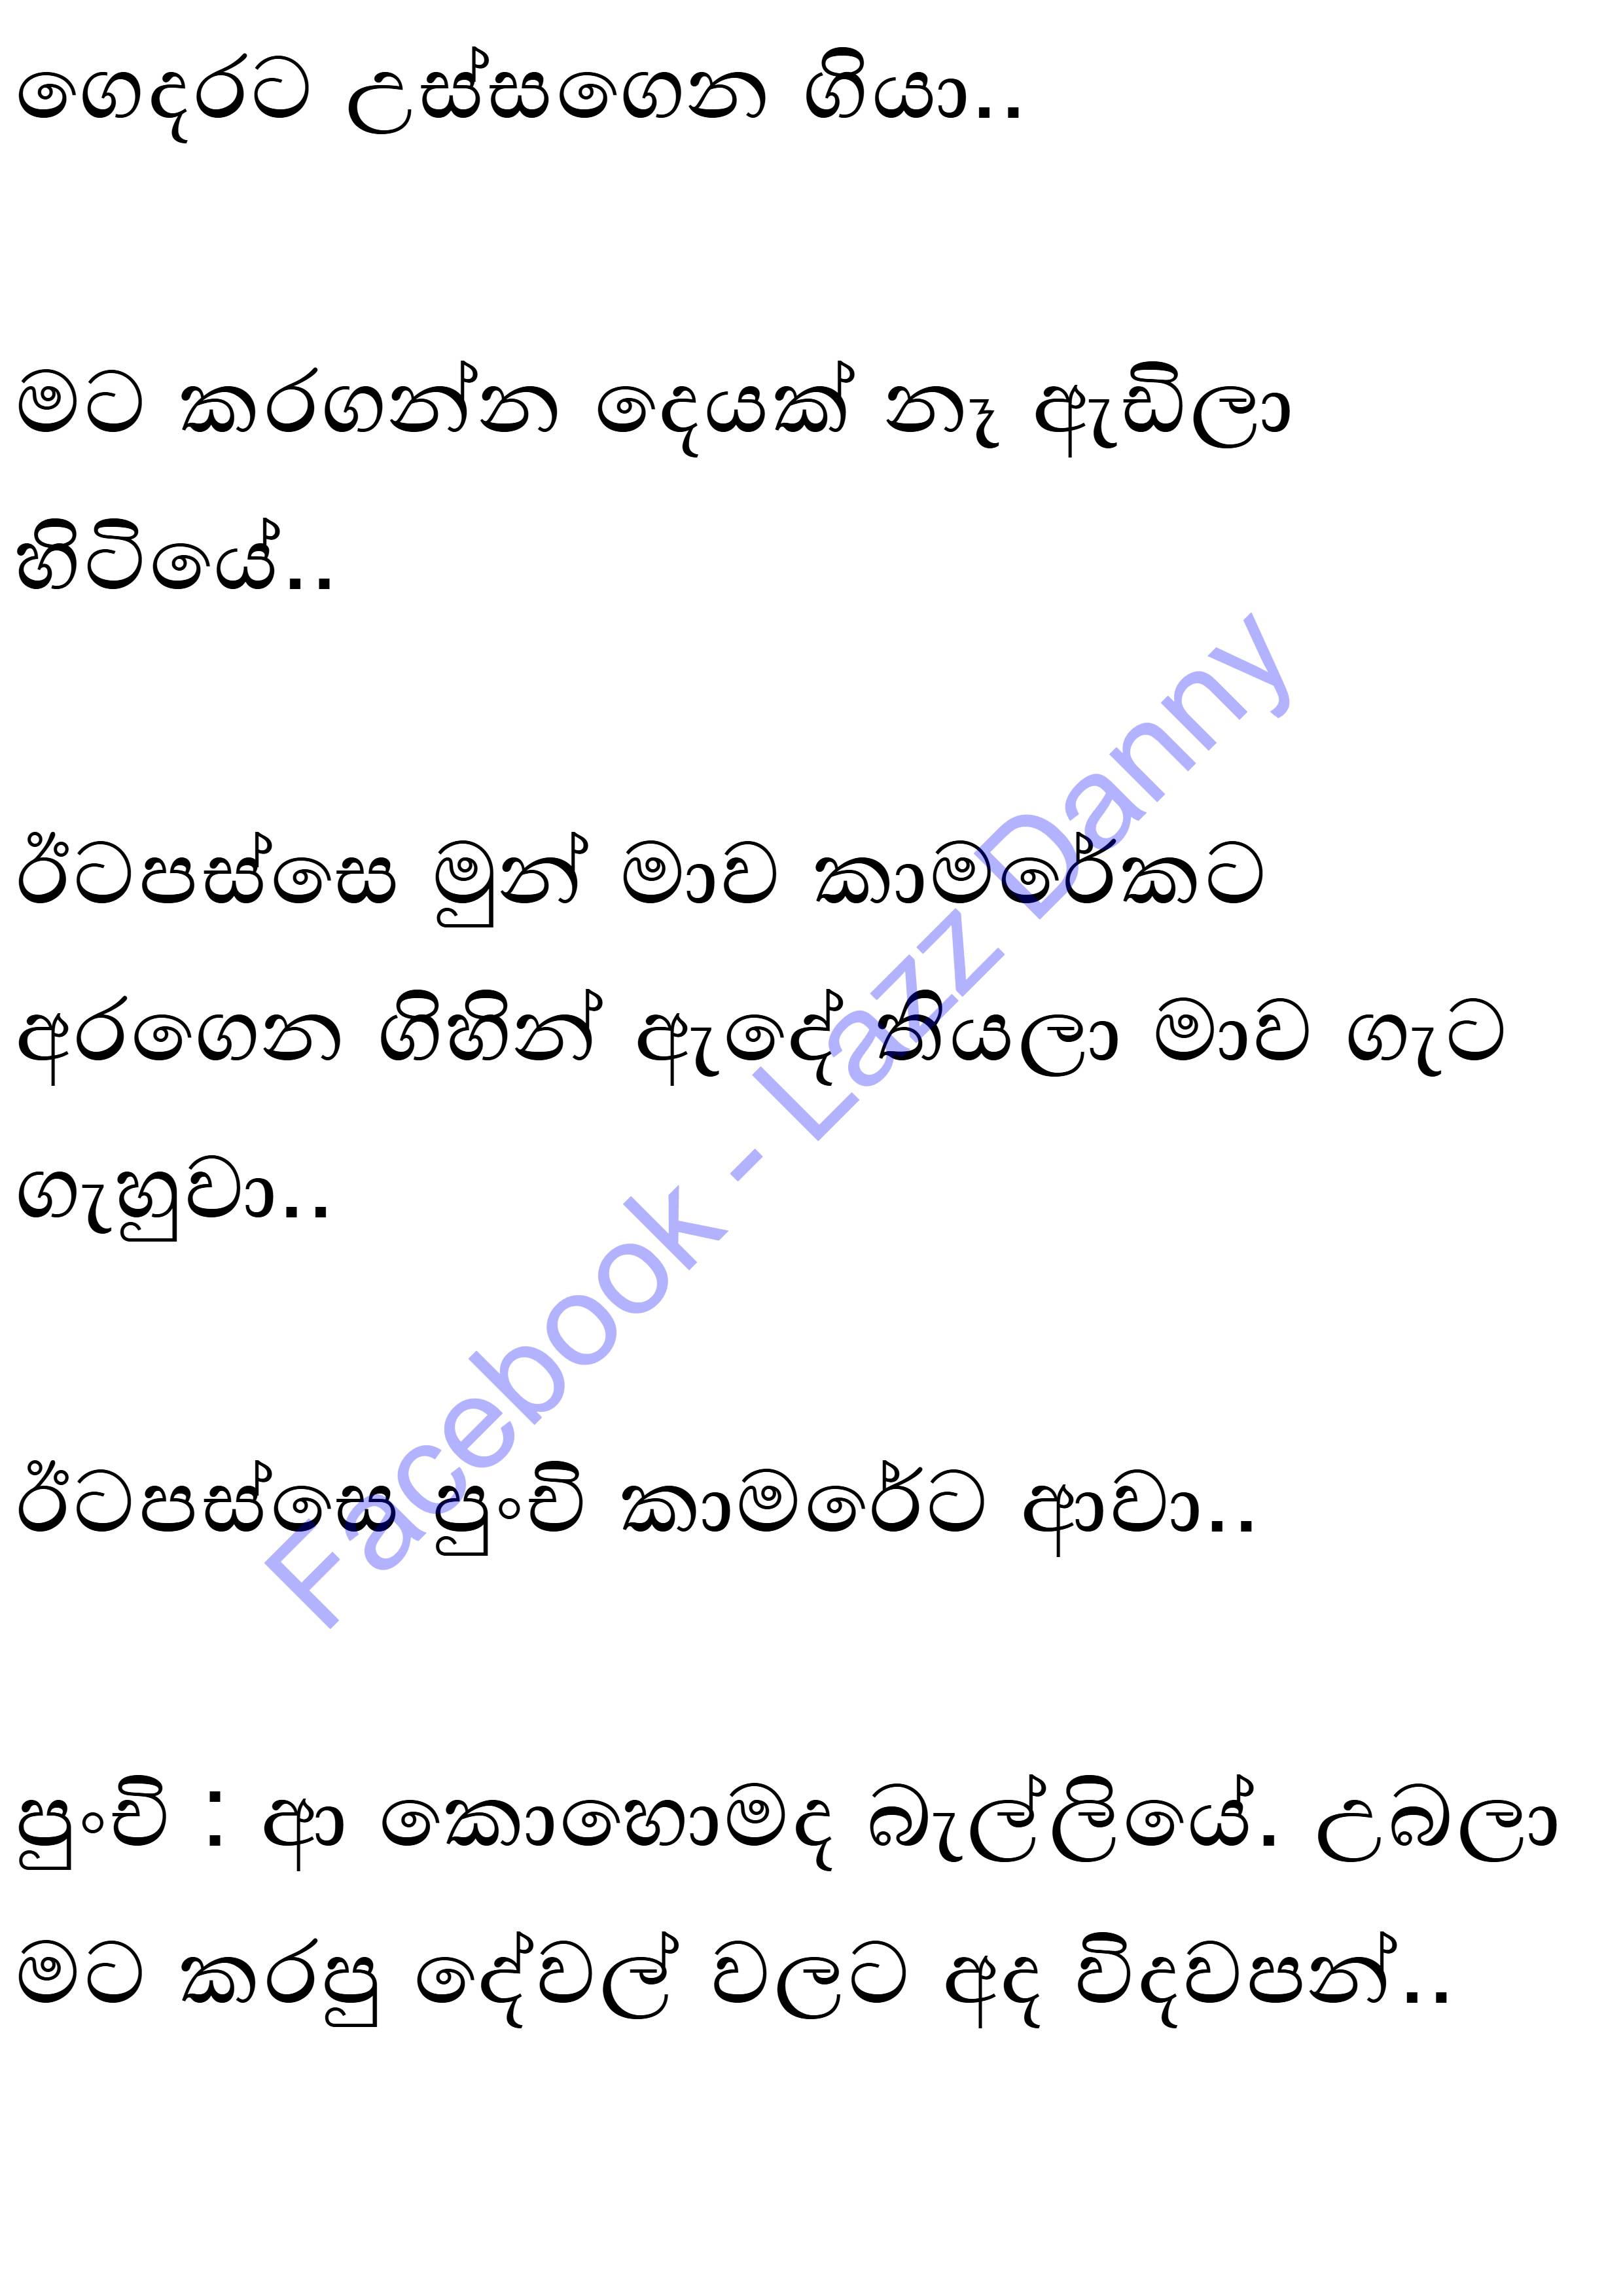 ගෙදරට උස්සගෙන ගියා..
මට කරගන්න දෙයක් නෑ ඇඩිලා
හිටියේ..
ඊටපස්සෙ මුන් මාව කාමරේකට
අරගෙන ගිහින් ඇදේ තියලා මාව ගැට
ගැහුවා..
ඊටපස්සෙ පුංචි කාමරේට ආවා..
පුංචි : ආ කොහොමද බැල්ලියේ. උබලා
මට කරපු දේවල් වලට අද විදවපන්..
Facebook - Lazz Danny